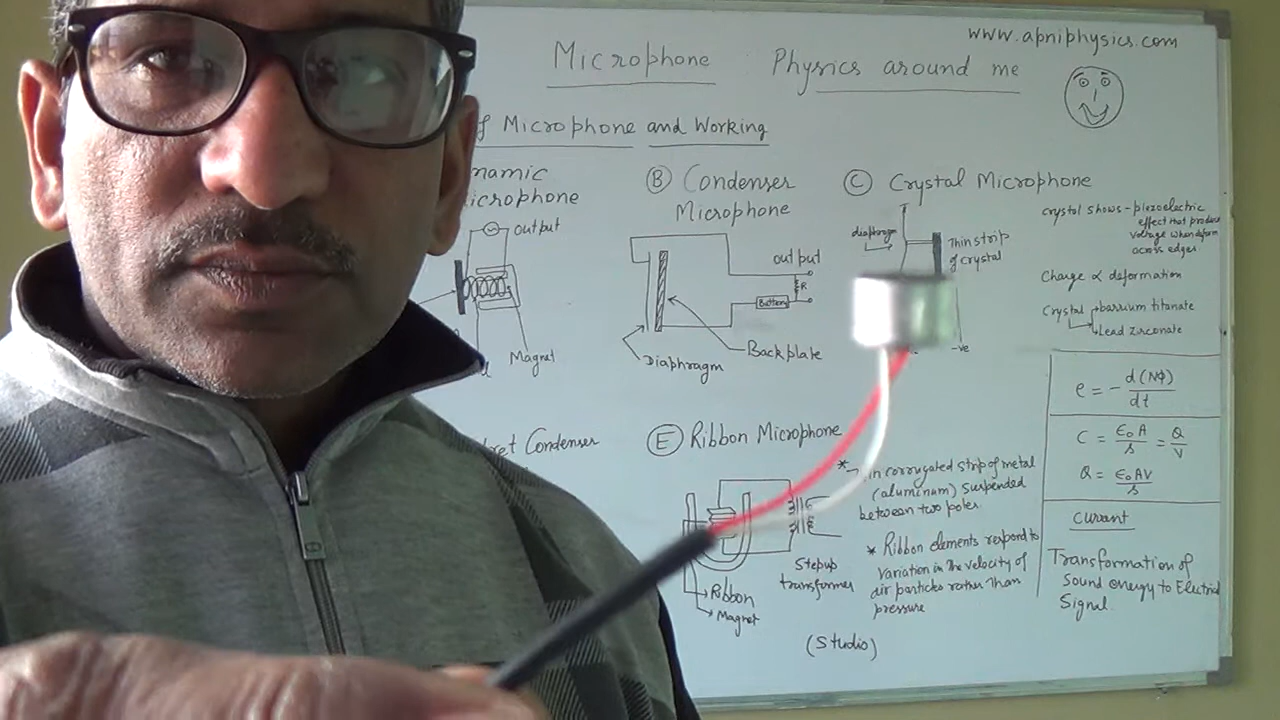 www.apniphysics.com
Microphone Physics around me
f Microphone and Working
namic
icrophone
output
Magnet
B Condenser
Microphone
output
R
Battery
Diaphragm
Back plate
C Crystal Microphone
diaphragm
Thin strip
of crystal
-ve
Crystal shows - piezoelectric
effect that produce
voltage when deform
across edges
Charge ∝ deformation
Crystal barrium titanate
Lead zirconate
e = - d(NΦ)/dt
C = ε₀A/s = Q/V
Q = ε₀AV/s
Curant
Transformation of
Sound energy to Electrical
Signal.
ret Condenser
E Ribbon Microphone
Ribbon
Magnet
Stepup
transformer
* in corrugated strip of metal
(aluminum) suspended
between two poles
* Ribbon elements respond to
variation in the velocity of
air particles rather than
pressure
(Studio)